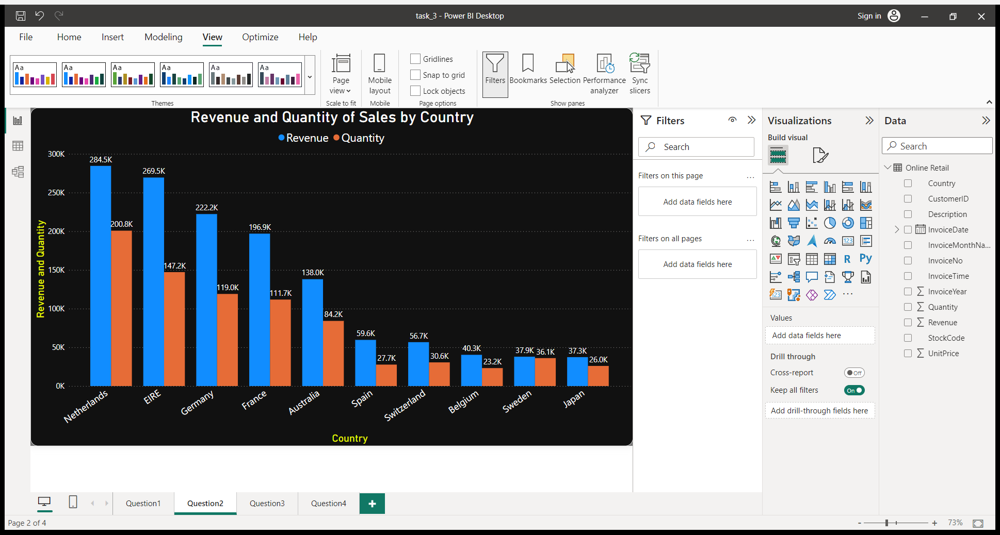 task_3 - Power BI Desktop
Sign in
File Home Insert Modeling View Optimize Help
Aa Aa Aa Aa Aa Aa
Themes
Page view
Scale to fit
Mobile layout
Mobile
Gridlines
Snap to grid
Lock objects
Page options
Filters
Bookmarks
Selection
Performance analyzer
Sync slicers
Show panes
Revenue and Quantity of Sales by Country
Revenue Quantity
Revenue and Quantity
300K
250K
200K
150K
100K
50K
0K
284.5K
200.8K
269.5K
147.2K
222.2K
119.0K
196.9K
111.7K
138.0K
84.2K
59.6K
27.7K
56.7K
30.6K
40.3K
23.2K
37.9K
36.1K
37.3K
26.0K
Netherlands
EIRE
Germany
France
Australia
Spain
Switzerland
Belgium
Sweden
Japan
Country
Filters
Search
Filters on this page ...
Add data fields here
Filters on all pages ...
Add data fields here
Visualizations
Build visual
123
R
Py
123
...
Values
Add data fields here
Drill through
Cross-report Off
Keep all filters On
Add drill-through fields here
Data
Search
Online Retail
Country
CustomerID
Description
InvoiceDate
InvoiceMonthNa...
InvoiceNo
InvoiceTime
∑ InvoiceYear
∑ Quantity
∑ Revenue
StockCode
∑ UnitPrice
Question1 Question2 Question3 Question4 +
Page 2 of 4
- + 73%